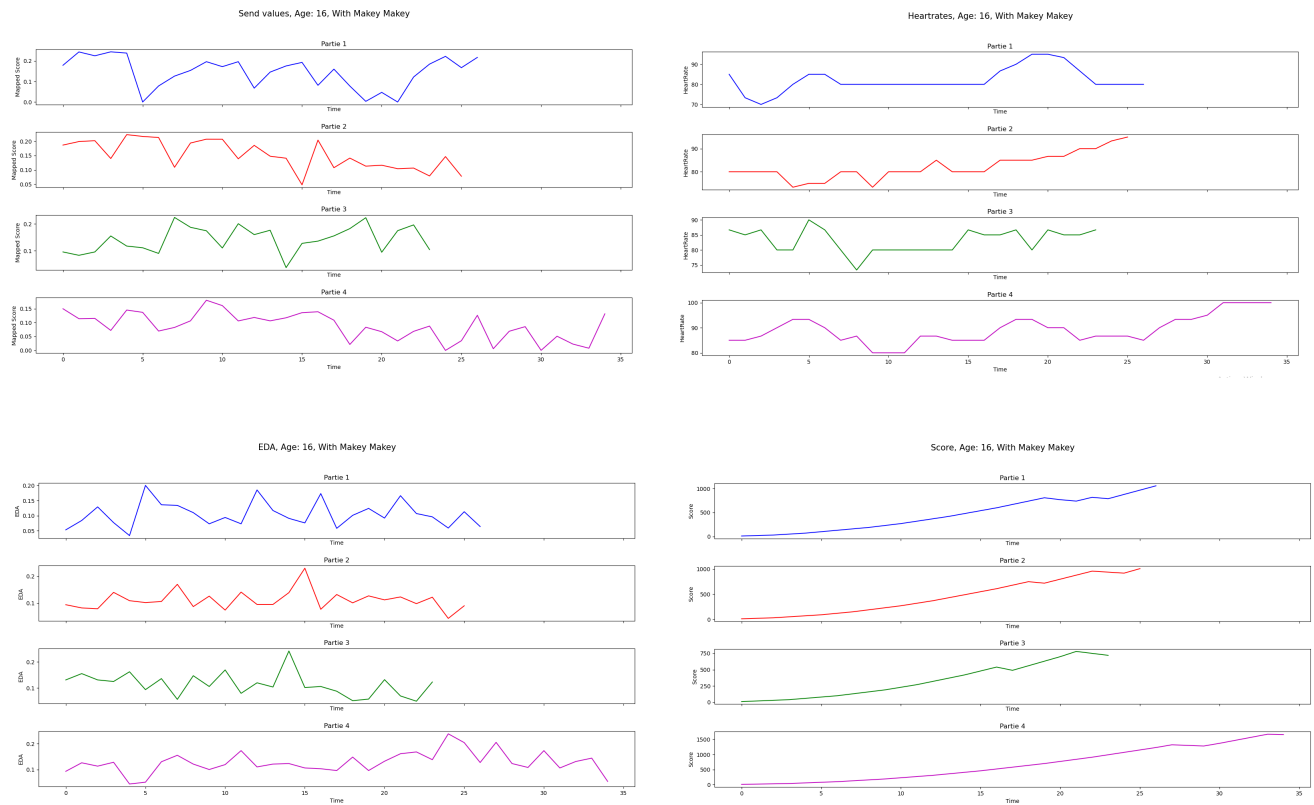 Send values, Age: 16, With Makey Makey
Partie 1
Mapped Score
0.2
0.1
0.0
Time
Partie 2
Mapped Score
0.20
0.15
0.10
0.05
Time
Partie 3
Mapped Score
0.2
0.1
Time
Partie 4
Mapped Score
0.15
0.10
0.05
0.00
0 5 10 15 20 25 30 35
Time
Heartrates, Age: 16, With Makey Makey
Partie 1
HeartRate
90
80
70
Time
Partie 2
HeartRate
90
80
Time
Partie 3
HeartRate
90
85
80
75
Time
Partie 4
HeartRate
100
90
80
0 5 10 15 20 25 30 35
Time
EDA, Age: 16, With Makey Makey
Partie 1
EDA
0.20
0.15
0.10
0.05
Time
Partie 2
EDA
0.2
0.1
Time
Partie 3
EDA
0.2
0.1
Time
Partie 4
EDA
0.2
0.1
0 5 10 15 20 25 30 35
Time
Score, Age: 16, With Makey Makey
Partie 1
Score
1000
500
0
Time
Partie 2
Score
1000
500
0
Time
Partie 3
Score
750
500
250
0
Time
Partie 4
Score
1500
1000
500
0
0 5 10 15 20 25 30 35
Time